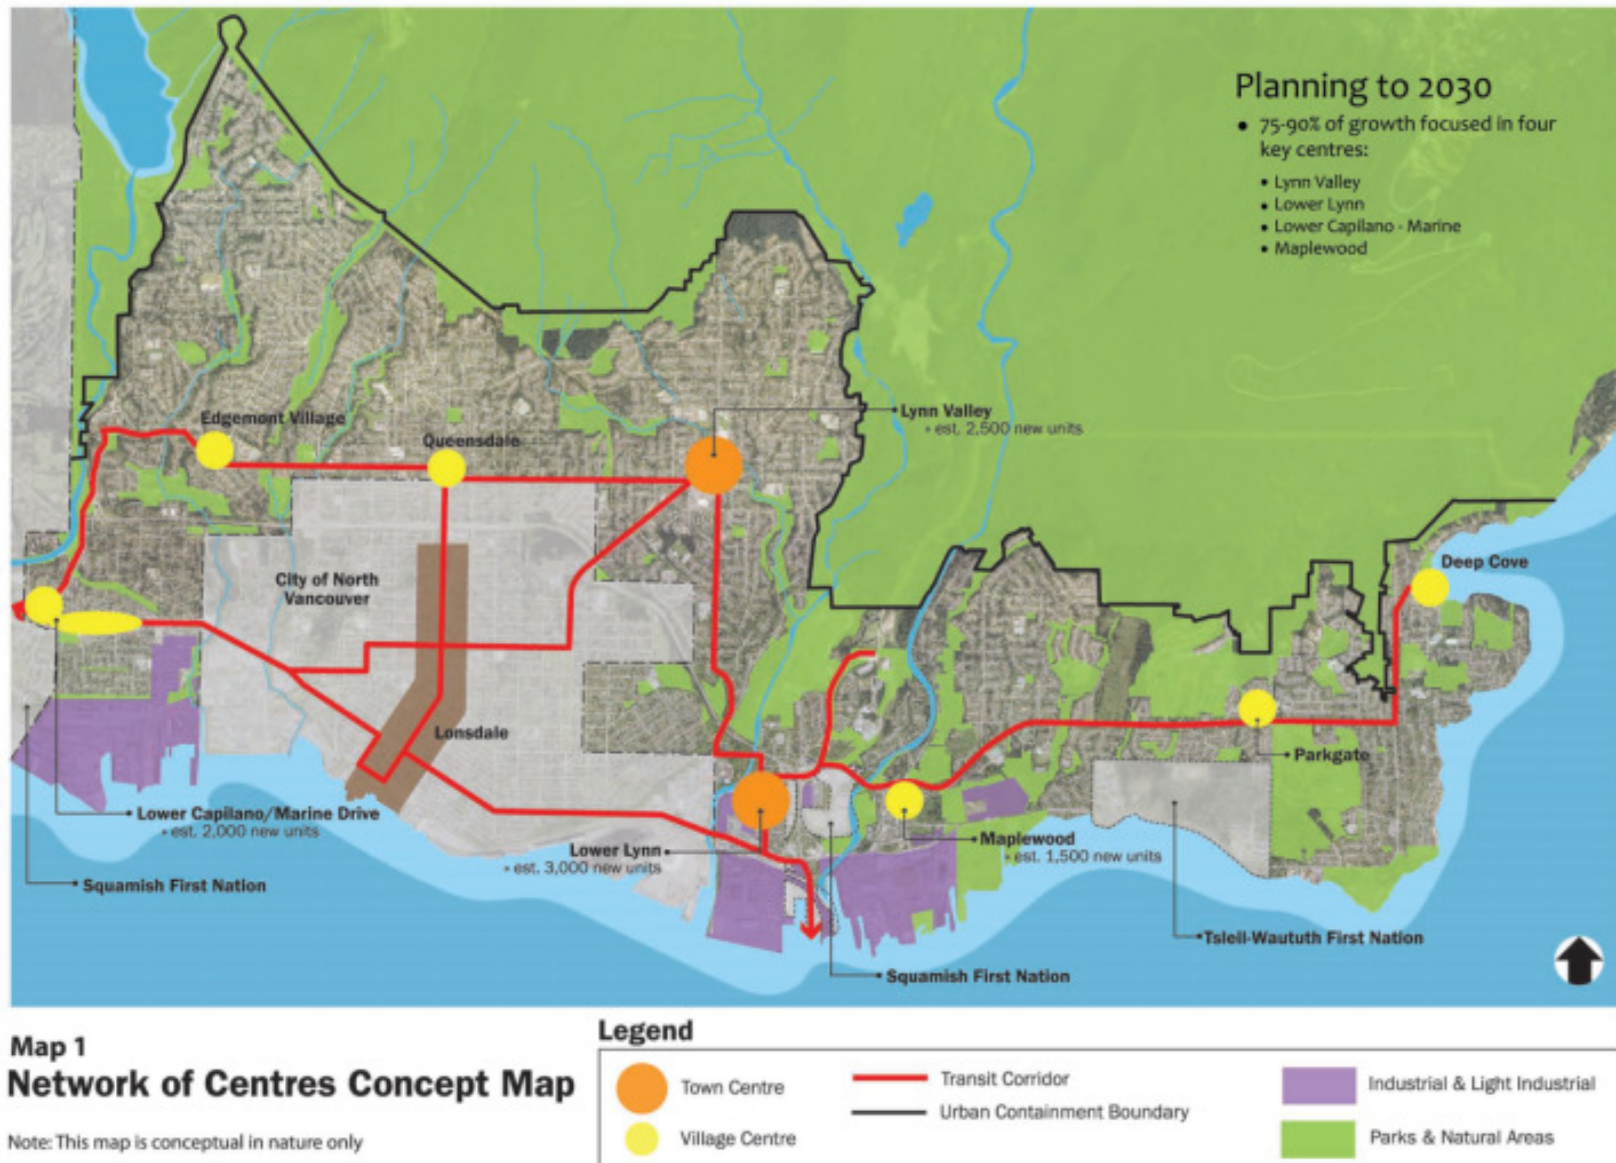 Planning to 2030
• 75-90% of growth focused in four
key centres:
• Lynn Valley
• Lower Lynn
• Lower Capilano - Marine
• Maplewood
Edgemont Village
Queensdale
Lynn Valley
• est. 2,500 new units
City of North
Vancouver
Deep Cove
Lonsdale
Parkgate
Lower Capilano/Marine Drive
• est. 2,000 new units
Lower Lynn
• est. 3,000 new units
Maplewood
• est. 1,500 new units
Squamish First Nation
Tsleil-Waututh First Nation
Squamish First Nation
Map 1
Network of Centres Concept Map
Note: This map is conceptual in nature only
Legend
Town Centre
Village Centre
Transit Corridor
Urban Containment Boundary
Industrial & Light Industrial
Parks & Natural Areas